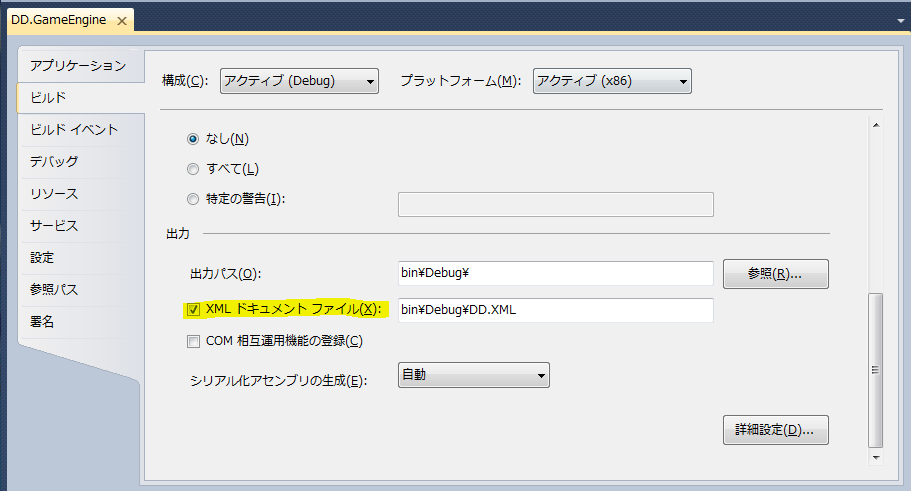 DD.GameEngine
アプリケーション
ビルド
ビルド イベント
デバッグ
リソース
サービス
設定
参照パス
署名
構成(C): アクティブ (Debug) プラットフォーム(M): アクティブ (x86)
なし(N)
すべて(L)
特定の警告(I):
出力
出力パス(O): bin¥Debug¥ 参照(R)...
XML ドキュメント ファイル(X): bin¥Debug¥DD.XML
COM 相互運用機能の登録(C)
シリアル化アセンブリの生成(E): 自動
詳細設定(D)...